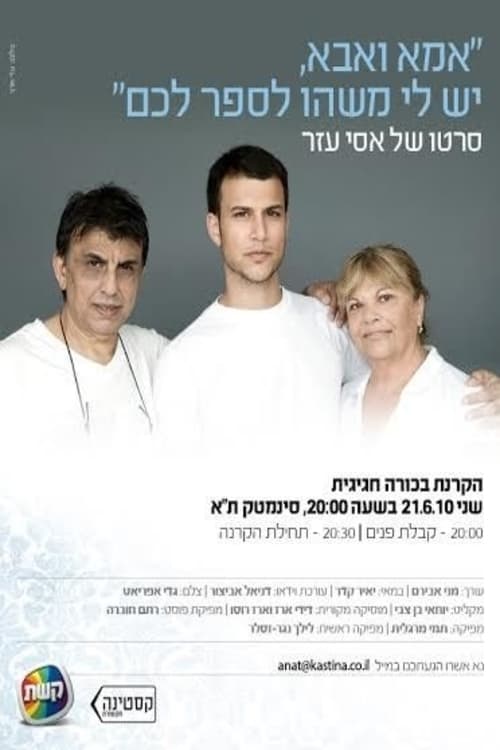 "אמא ואבא,
יש לי משהו לספר לכם"
סרטו של אסי עזר
הקרנת בכורה חגיגית
שני 21.6.10 בשעה 20:00, סינמטק ת"א
20:00 - קבלת פנים | 20:30 - תחילת הקרנה
עורך: מני אבירם | במאי: יאיר קדר | עורכת וידאו: דניאל אביצור | צלם: גדי אפריאט
מקליט: יוחאי בן צבי | מוסיקה מקורית: דידי ארז וארז רוסו | מפיקת פוסט: רתם חוברה
מפיקה: תמי מרגלית | מפיקה ראשית: לילך נגר-זסלר
נא אשרו הגעתכם במייל anat@kastina.co.il
קשת
קסטינה